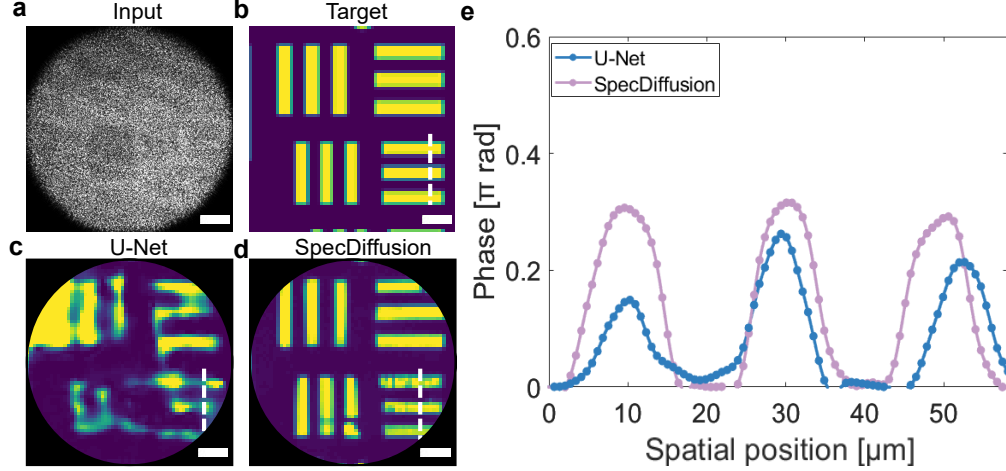 a Input
b Target
c U-Net
d SpecDiffusion
e
U-Net
SpecDiffusion
Phase [π rad]
0.6
0.4
0.2
0
0 10 20 30 40 50
Spatial position [μm]